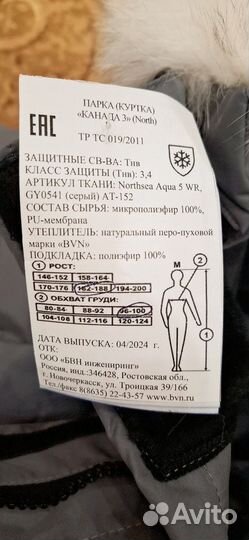 ПАРКА (КУРТКА)
«КАНАДА 3» (North)
EAC
ТР ТС 019/2011
ЗАЩИТНЫЕ СВ-ВА: Тнв
КЛАСС ЗАЩИТЫ (Тнв): 3,4
АРТИКУЛ ТКАНИ: Northsea Aqua 5 WR,
GY0541 (серый) AT-152
СОСТАВ СЫРЬЯ: микрополиэфир 100%,
PU-мембрана
УТЕПЛИТЕЛЬ: натуральный перо-пуховой
марки «BVN»
ПОДКЛАДКА: полиэфир 100%
1 РОСТ:
146-152 158-164
170-176 182-188 194-200
2 ОБХВАТ ГРУДИ:
80-84 88-92 96-100
104-108 112-116 120-124
М
2
1
ДАТА ВЫПУСКА: 04/2024 г.
ОТК:
ООО «БВН инжениринг»
Россия, инд:346428, Ростовская обл.,
г. Новочеркасск, ул. Троицкая 39/166
Тел./факс 8(8635) 22-43-57 www.bvn.ru
Avito